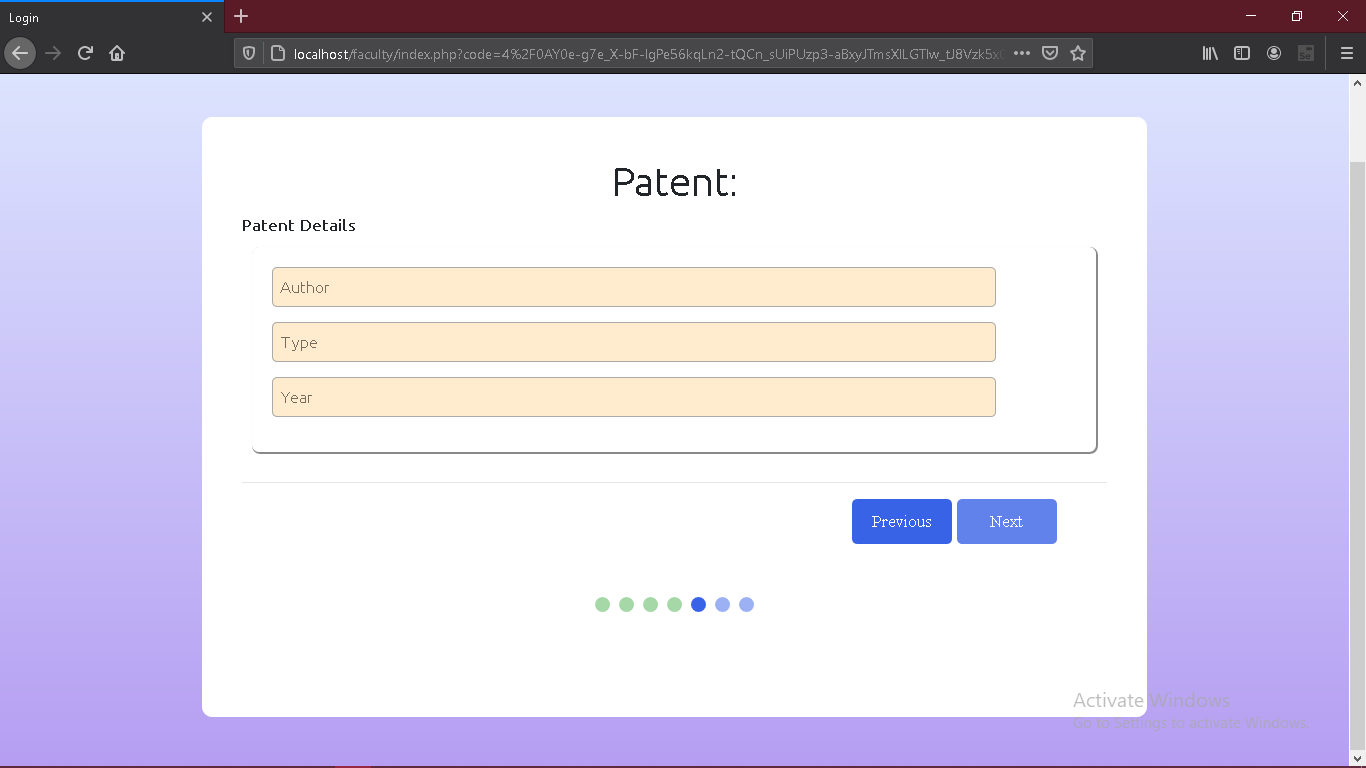 Login
localhost/faculty/index.php?code=4%2F0AY0e-g7e_X-bF-IgPe56kqLn2-tQCn_sUiPUzp3-aBxyJTmsXILGTlw_tJ8Vzk5x
Patent:
Patent Details
Author
Type
Year
Previous Next
Activate Windows
Go to Settings to activate Windows.